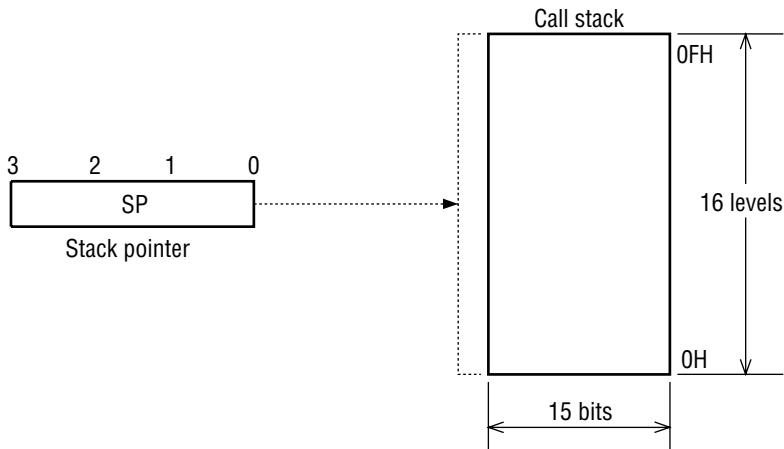 Call stack
0FH
3 2 1 0
SP
Stack pointer
16 levels
0H
15 bits